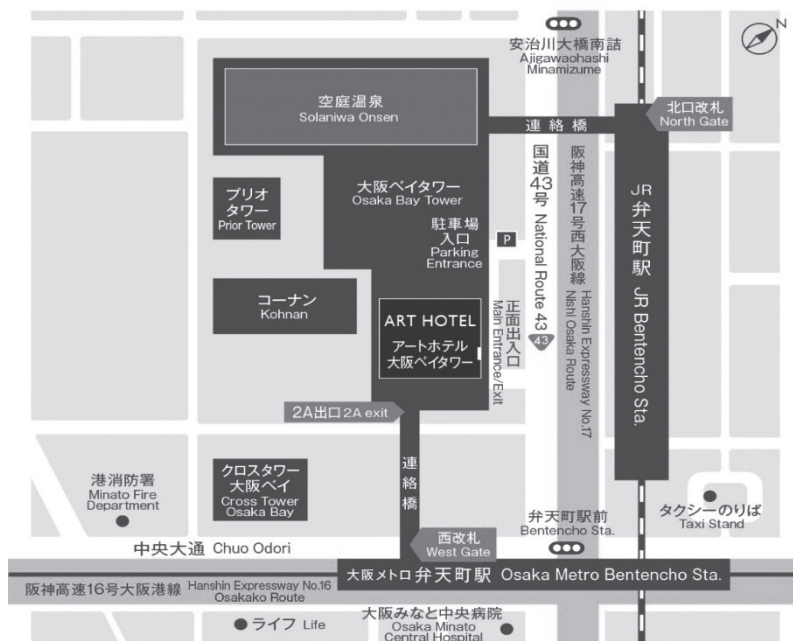 N
安治川大橋南詰
Ajigawaohashi
Minamizume
北口改札
North Gate
空庭温泉
Solaniwa Onsen
連絡橋
プリオ
タワー
Prior Tower
大阪ベイタワー
Osaka Bay Tower
駐車場
入口
Parking
Entrance
P
国道43号 National Route 43
43
阪神高速17号西大阪線
Hanshin Expressway No.17
Nishi Osaka Route
JR弁天町駅 JR Bentencho Sta.
コーナン
Kohnan
ART HOTEL
アートホテル
大阪ベイタワー
正面出入口
Main Entrance/Exit
2A出口 2A exit
連絡橋
港消防署
Minato Fire
Department
クロスタワー
大阪ベイ
Cross Tower
Osaka Bay
弁天町駅前
Bentencho Sta.
タクシーのりば
Taxi Stand
西改札
West Gate
中央大通 Chuo Odori
大阪メトロ 弁天町駅 Osaka Metro Bentencho Sta.
阪神高速16号大阪港線
Hanshin Expressway No.16
Osakako Route
ライフ Life
大阪みなと中央病院
Osaka Minato
Central Hospital